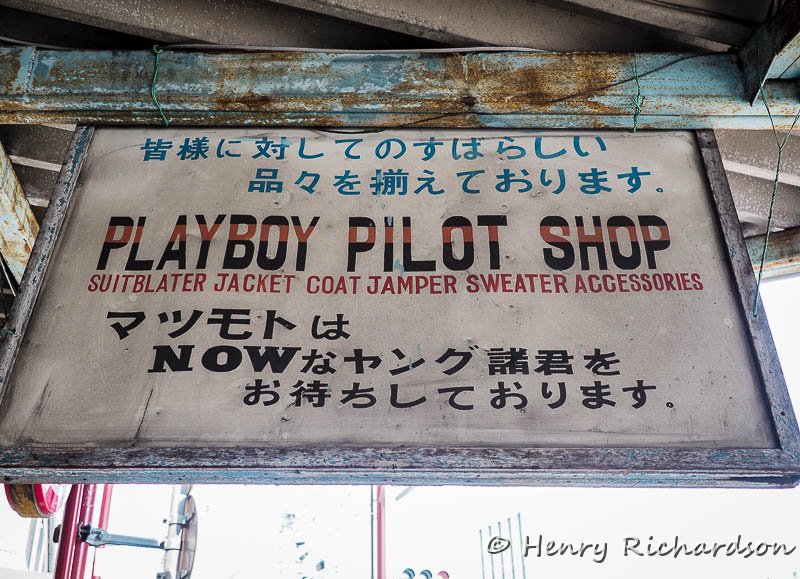 皆様に対してのすばらしい
品々を揃えております。
PLAYBOY PILOT SHOP
SUITBLATER JACKET COAT JAMPER SWEATER ACCESSORIES
マツモトは
NOWなヤング諸君を
お待ちしております。
© Henry Richardson